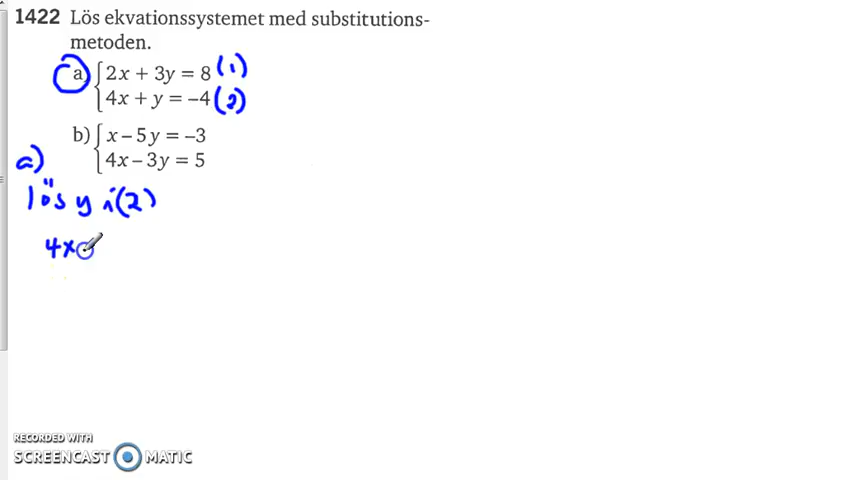 1422 Lös ekvationssystemet med substitutions-
metoden.
a) { 2x + 3y = 8 (1)
4x + y = −4 (2)
b) { x − 5y = −3
4x − 3y = 5
a)
lös y i (2)
4x
RECORDED WITH
SCREENCAST MATIC